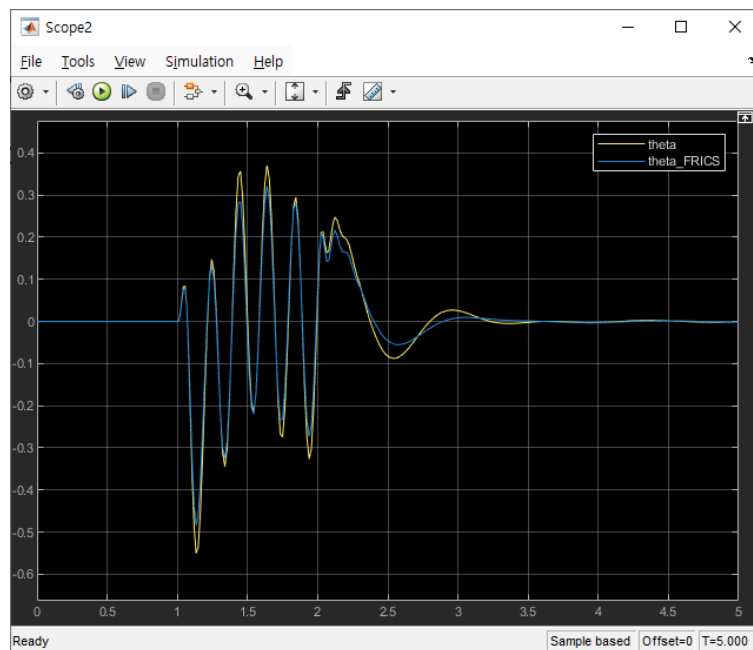 Scope2
File Tools View Simulation Help
theta
theta_FRICS
0.4
0.3
0.2
0.1
0
-0.1
-0.2
-0.3
-0.4
-0.5
-0.6
0 0.5 1 1.5 2 2.5 3 3.5 4 4.5 5
Ready Sample based Offset=0 T=5.000